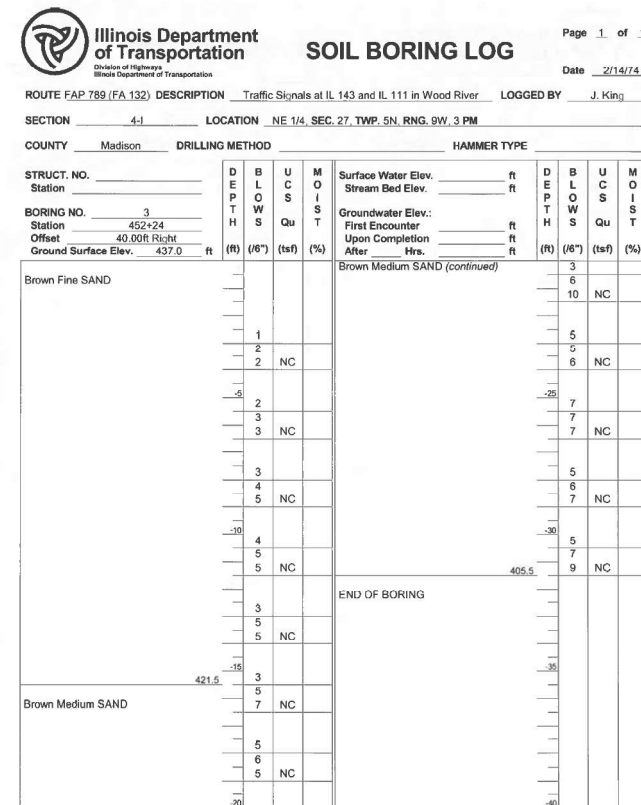 Illinois Department
of Transportation
Division of Highways
Illinois Department of Transportation
SOIL BORING LOG
Page 1 of
Date 2/14/74
ROUTE FAP 789 (FA 132) DESCRIPTION Traffic Signals at IL 143 and IL 111 in Wood River LOGGED BY J. King
SECTION 4-I LOCATION NE 1/4, SEC. 27, TWP. 5N, RNG. 9W, 3 PM
COUNTY Madison DRILLING METHOD HAMMER TYPE
STRUCT. NO.
Station
BORING NO. 3
Station 452+24
Offset 40.00ft Right
Ground Surface Elev. 437.0 ft
DEPTH (ft)
BLOWS (/6")
UCS Qu (tsf)
MOIST (%)
Surface Water Elev. ft
Stream Bed Elev. ft
Groundwater Elev.:
First Encounter ft
Upon Completion ft
After Hrs. ft
DEPTH (ft)
BLOWS (/6")
UCS Qu (tsf)
MOIST (%)
Brown Fine SAND
1
2
2 NC
-5
2
3
3 NC
3
4
5 NC
-10
4
5
5 NC
3
5
5 NC
-15
421.5 3
5
Brown Medium SAND 7 NC
5
6
5 NC
-20
Brown Medium SAND (continued) 3
6
10 NC
5
5
6 NC
-25
7
7
7 NC
5
6
7 NC
-30
5
7
405.5 9 NC
END OF BORING
-35
-40